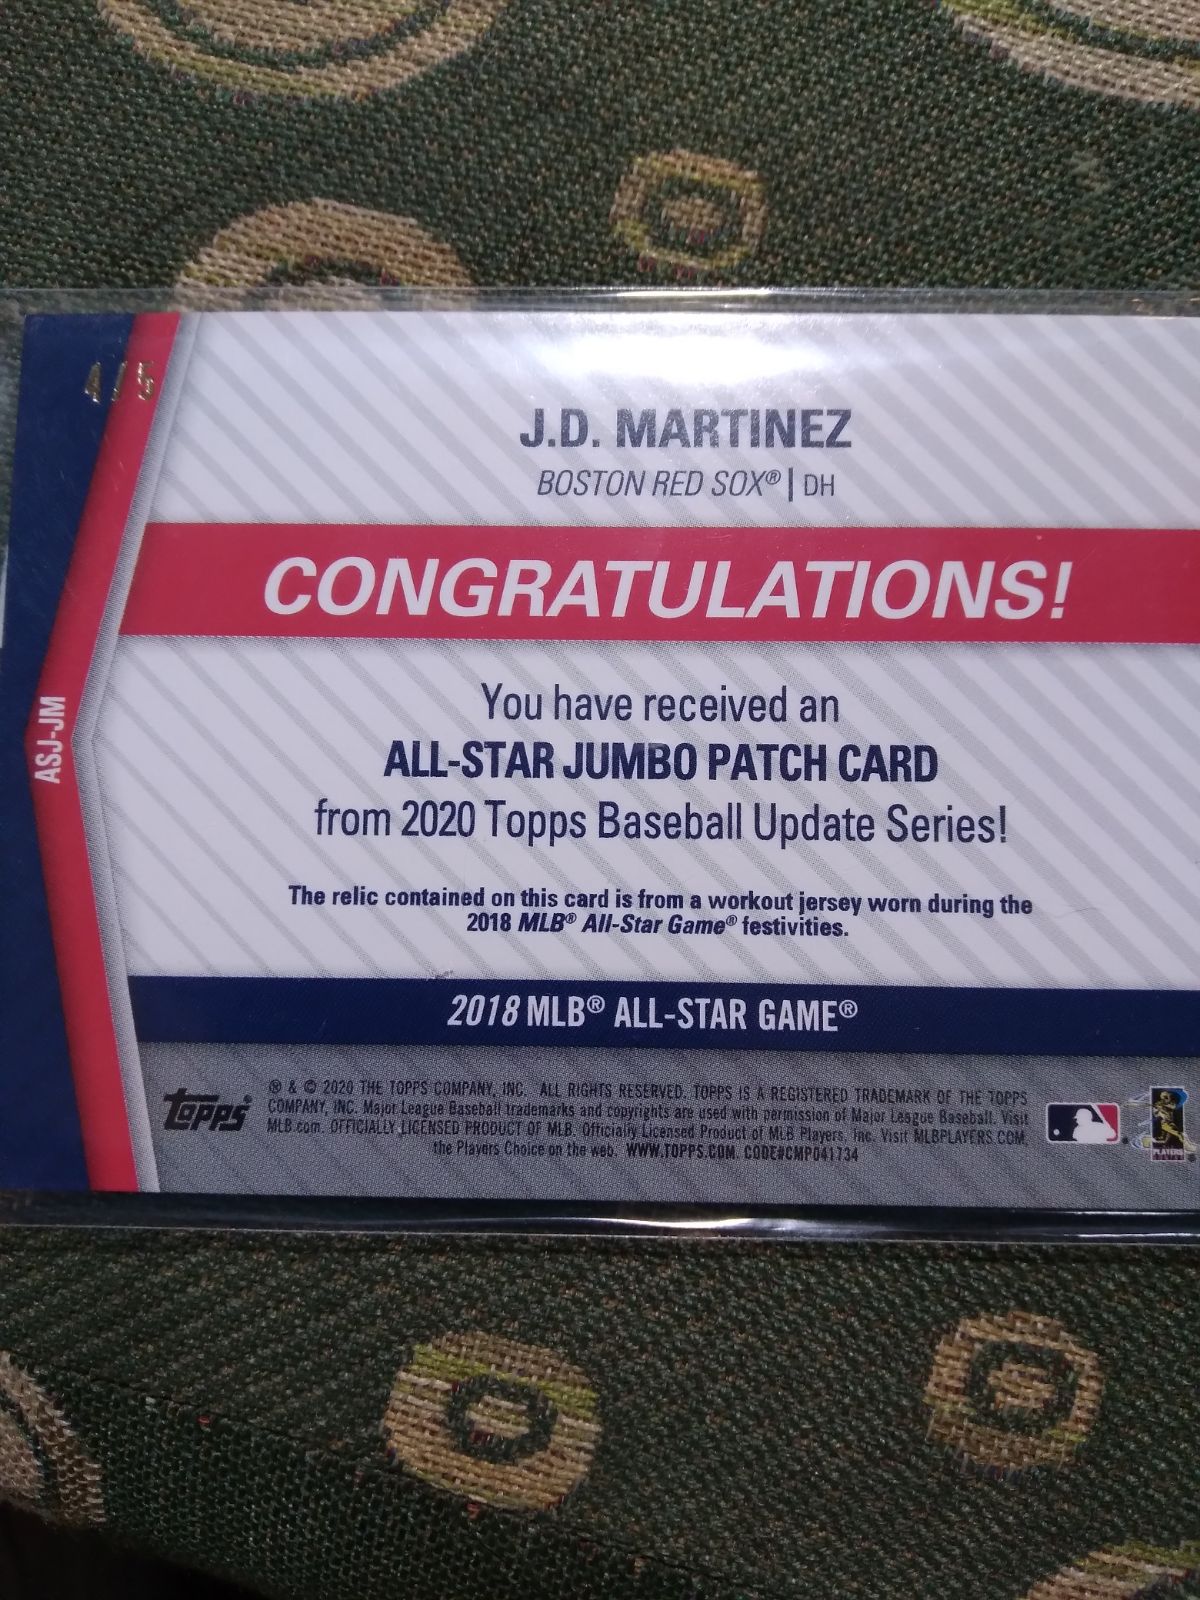 4/5
J.D. MARTINEZ
BOSTON RED SOX® | DH
CONGRATULATIONS!
You have received an
ALL-STAR JUMBO PATCH CARD
from 2020 Topps Baseball Update Series!
The relic contained on this card is from a workout jersey worn during the
2018 MLB® All-Star Game® festivities.
2018 MLB® ALL-STAR GAME®
ASJ-JM
Topps®
® & © 2020 THE TOPPS COMPANY, INC. ALL RIGHTS RESERVED. TOPPS IS A REGISTERED TRADEMARK OF THE TOPPS
COMPANY, INC. Major League Baseball trademarks and copyrights are used with permission of Major League Baseball. Visit
MLB.com. OFFICIALLY LICENSED PRODUCT OF MLB. Officially Licensed Product of MLB Players, Inc. Visit MLBPLAYERS.COM,
the Players Choice on the web. WWW.TOPPS.COM. CODE#CMP041734
PLAYERS